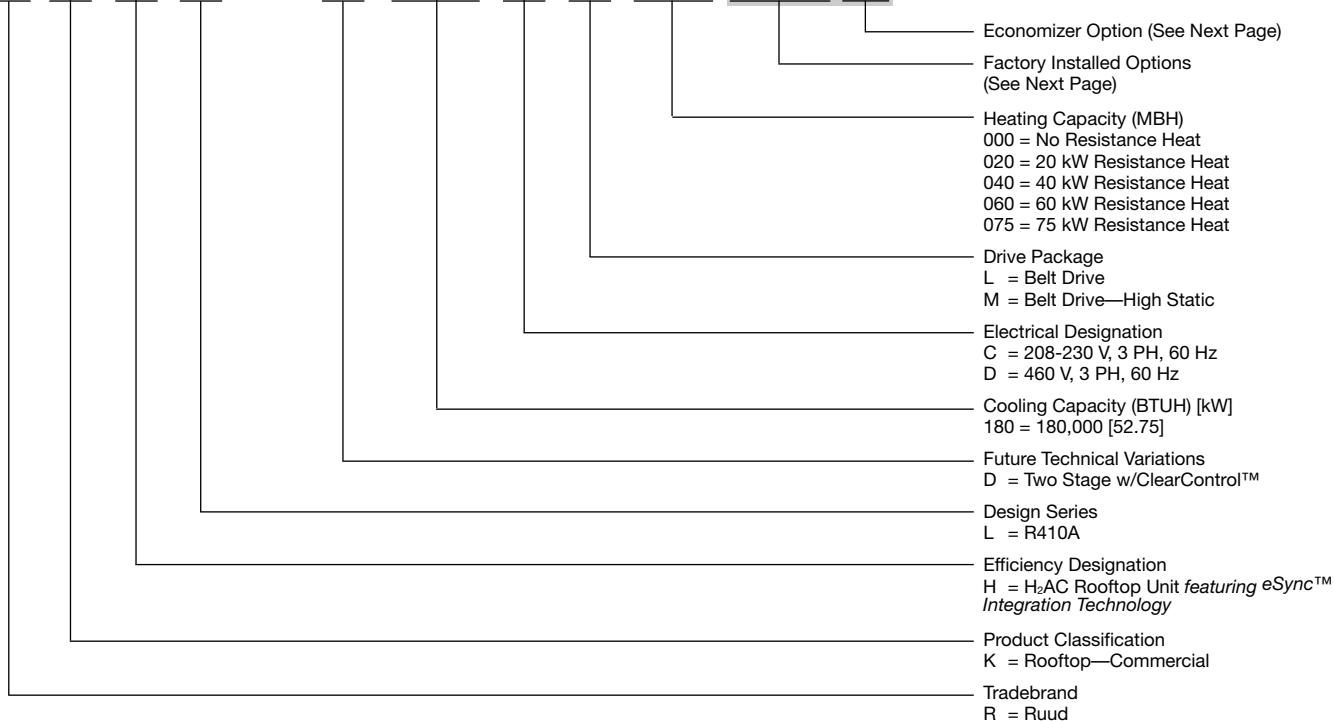 Economizer Option (See Next Page)
Factory Installed Options
(See Next Page)
Heating Capacity (MBH)
000 = No Resistance Heat
020 = 20 kW Resistance Heat
040 = 40 kW Resistance Heat
060 = 60 kW Resistance Heat
075 = 75 kW Resistance Heat
Drive Package
L = Belt Drive
M = Belt Drive—High Static
Electrical Designation
C = 208-230 V, 3 PH, 60 Hz
D = 460 V, 3 PH, 60 Hz
Cooling Capacity (BTUH) [kW]
180 = 180,000 [52.75]
Future Technical Variations
D = Two Stage w/ClearControl™
Design Series
L = R410A
Efficiency Designation
H = H₂AC Rooftop Unit featuring eSync™
Integration Technology
Product Classification
K = Rooftop—Commercial
Tradebrand
R = Ruud